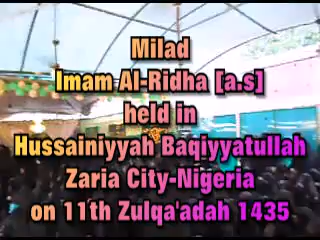 Milad
Imam Al-Ridha [a.s]
held in
Hussainiyyah Baqiyyatullah
Zaria City-Nigeria
on 11th Zulqa'adah 1435